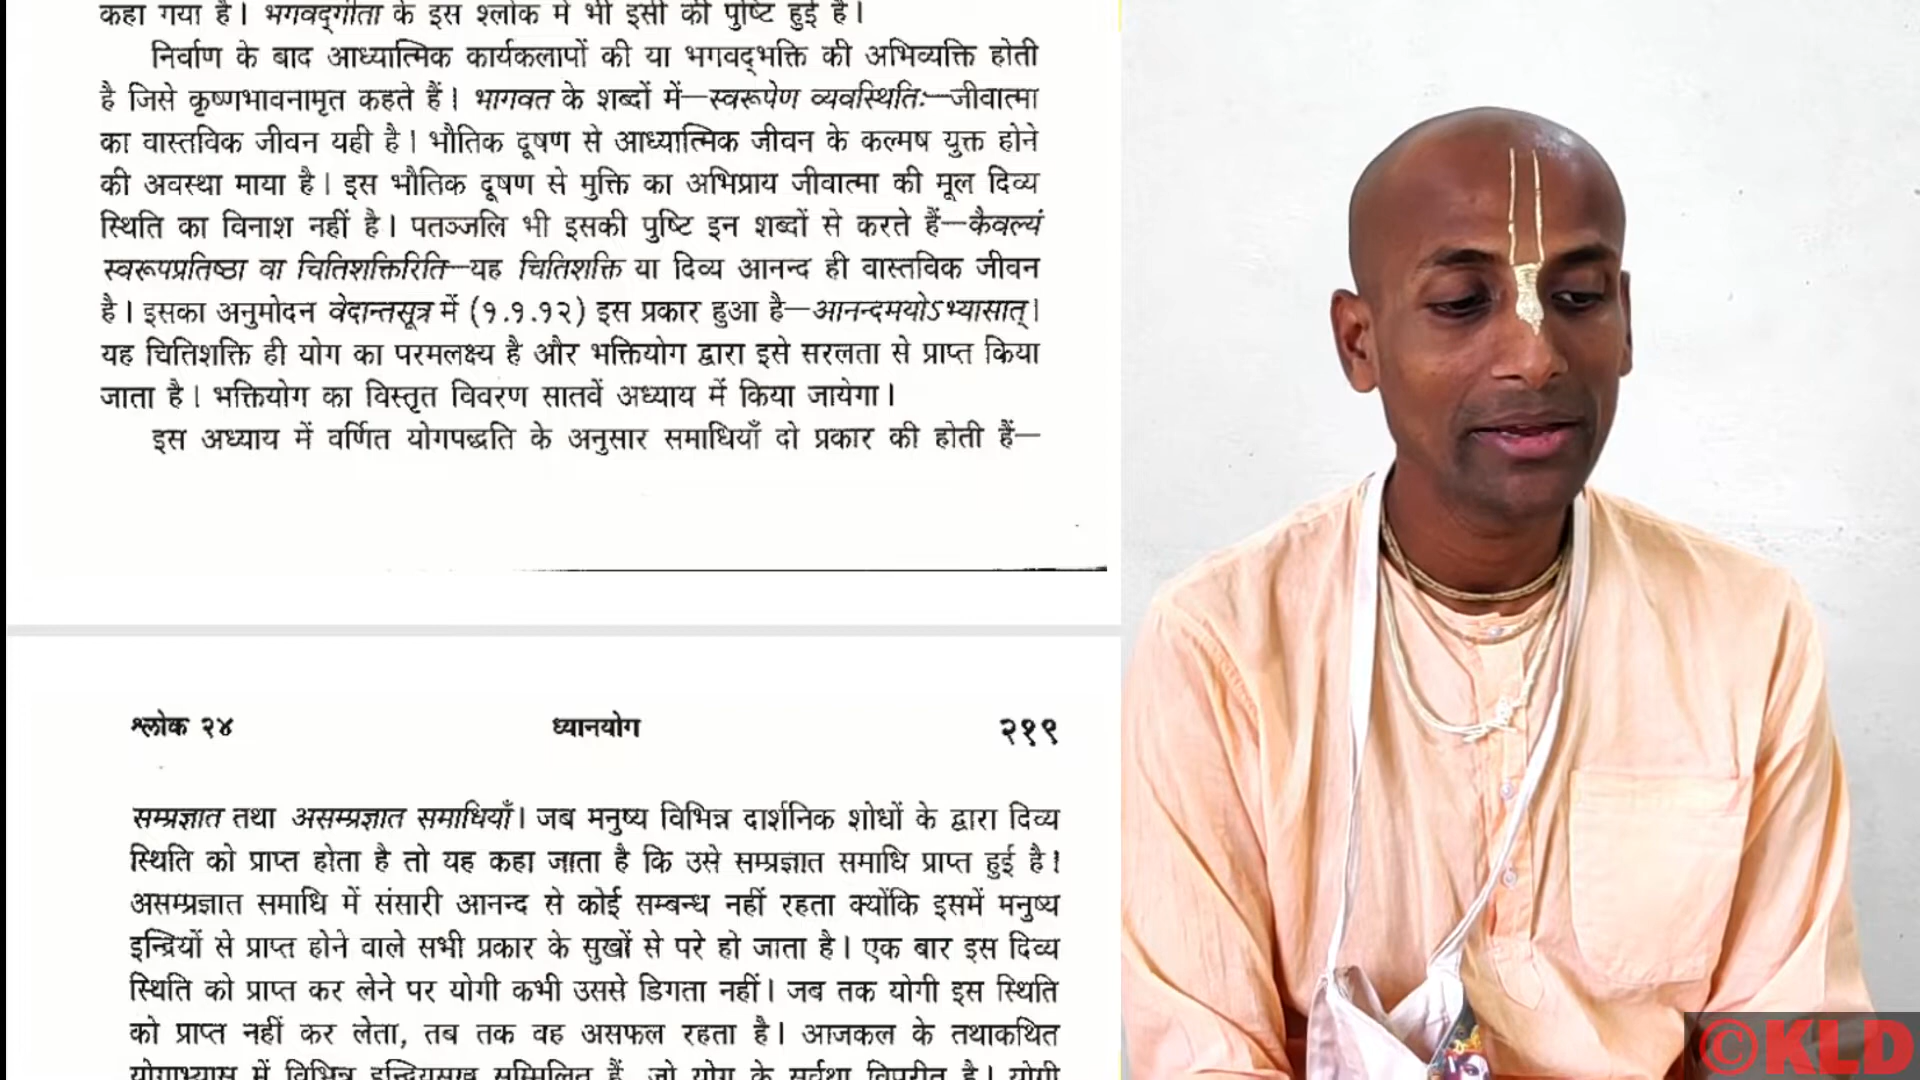 कहा गया है। भगवद्‌गीता के इस श्लोक में भी इसी की पुष्टि हुई है।
निर्वाण के बाद आध्यात्मिक कार्यकलापों की या भगवद्‌भक्ति की अभिव्यक्ति होती
है जिसे कृष्णभावनामृत कहते हैं। भागवत के शब्दों में—स्वरूपेण व्यवस्थितिः—जीवात्मा
का वास्तविक जीवन यही है। भौतिक दूषण से आध्यात्मिक जीवन के कल्मष युक्त होने
की अवस्था माया है। इस भौतिक दूषण से मुक्ति का अभिप्राय जीवात्मा की मूल दिव्य
स्थिति का विनाश नहीं है। पतञ्जलि भी इसकी पुष्टि इन शब्दों से करते हैं—कैवल्यं
स्वरूपप्रतिष्ठा वा चितिशक्तिरिति—यह चितिशक्ति या दिव्य आनन्द ही वास्तविक जीवन
है। इसका अनुमोदन वेदान्तसूत्र में (१.१.१२) इस प्रकार हुआ है—आनन्दमयोऽभ्यासात्।
यह चितिशक्ति ही योग का परमलक्ष्य है और भक्तियोग द्वारा इसे सरलता से प्राप्त किया
जाता है। भक्तियोग का विस्तृत विवरण सातवें अध्याय में किया जायेगा।
इस अध्याय में वर्णित योगपद्धति के अनुसार समाधियाँ दो प्रकार की होती हैं—
श्लोक २४ ध्यानयोग २१९
सम्प्रज्ञात तथा असम्प्रज्ञात समाधियाँ। जब मनुष्य विभिन्न दार्शनिक शोधों के द्वारा दिव्य
स्थिति को प्राप्त होता है तो यह कहा जाता है कि उसे सम्प्रज्ञात समाधि प्राप्त हुई है।
असम्प्रज्ञात समाधि में संसारी आनन्द से कोई सम्बन्ध नहीं रहता क्योंकि इसमें मनुष्य
इन्द्रियों से प्राप्त होने वाले सभी प्रकार के सुखों से परे हो जाता है। एक बार इस दिव्य
स्थिति को प्राप्त कर लेने पर योगी कभी उससे डिगता नहीं। जब तक योगी इस स्थिति
को प्राप्त नहीं कर लेता, तब तक वह असफल रहता है। आजकल के तथाकथित
योगाभ्यास में विभिन्न इन्द्रियसुख सम्मिलित हैं, जो योग के सर्वथा विपरीत है। योगी
©KLD